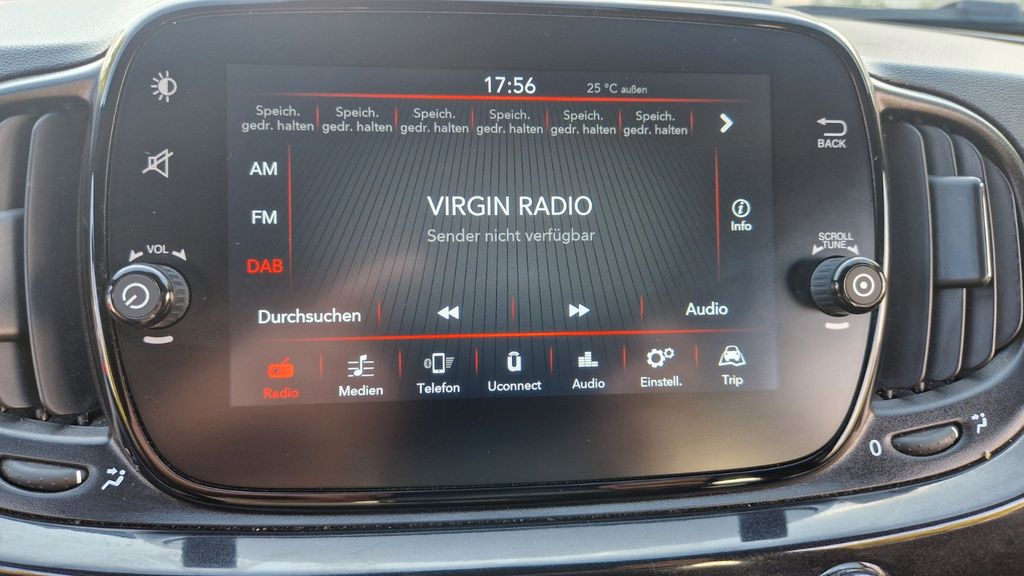 17:56
25 °C außen
Speich. Speich. Speich. Speich. Speich. Speich.
gedr. halten gedr. halten gedr. halten gedr. halten gedr. halten gedr. halten
BACK
AM
VIRGIN RADIO
FM
Info
Sender nicht verfügbar
VOL
SCROLL
TUNE
DAB
Durchsuchen
Audio
Radio Medien Telefon Uconnect Audio Einstell. Trip
0